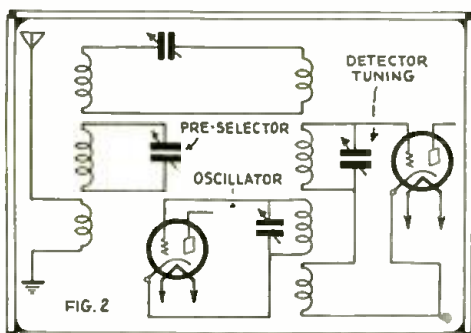 DETECTOR
TUNING
PRE-SELECTOR
OSCILLATOR
FIG. 2